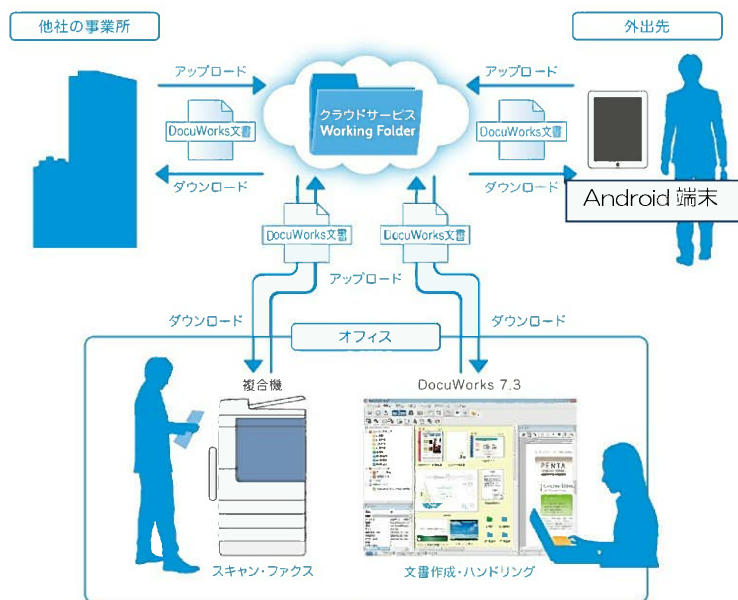 他社の事業所
外出先
アップロード
アップロード
クラウドサービス
Working Folder
DocuWorks文書
DocuWorks文書
ダウンロード
ダウンロード
Android 端末
DocuWorks文書
DocuWorks文書
アップロード
ダウンロード
ダウンロード
オフィス
複合機
DocuWorks 7.3
PENTA
スキャン・ファクス
文書作成・ハンドリング